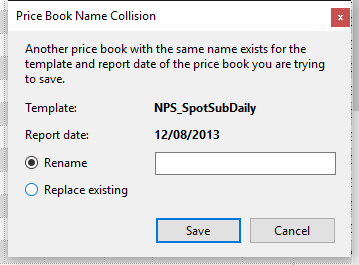 Price Book Name Collision
x
Another price book with the same name exists for the
template and report date of the price book you are trying
to save.
Template: NPS_SpotSubDaily
Report date: 12/08/2013
Rename
Replace existing
Save Cancel